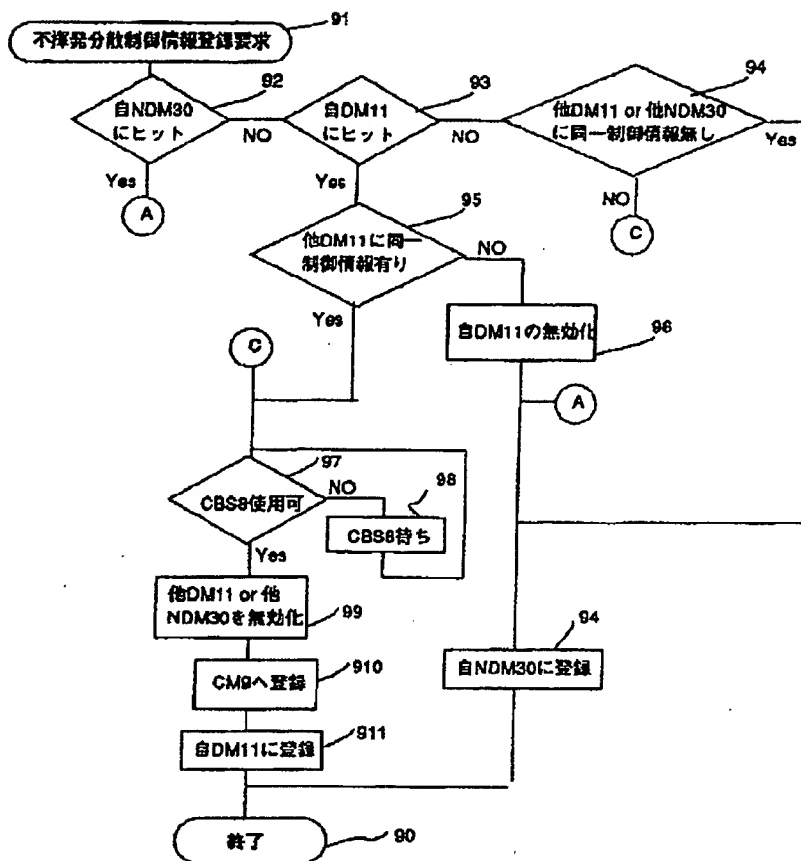 不揮発分散制御情報登録要求
91
自NDM30
にヒット
92
NO
Yes
A
自DM11
にヒット
93
NO
Yes
他DM11 or 他NDM30
に同一制御情報無し
94
Yes
NO
C
他DM11に同一
制御情報有り
95
NO
Yes
自DM11の無効化
96
C
A
CBS8使用可
97
NO
98
CBS8待ち
Yes
他DM11 or 他
NDM30を無効化
99
94
自NDM30に登録
CM9へ登録
910
自DM11に登録
911
終了
90